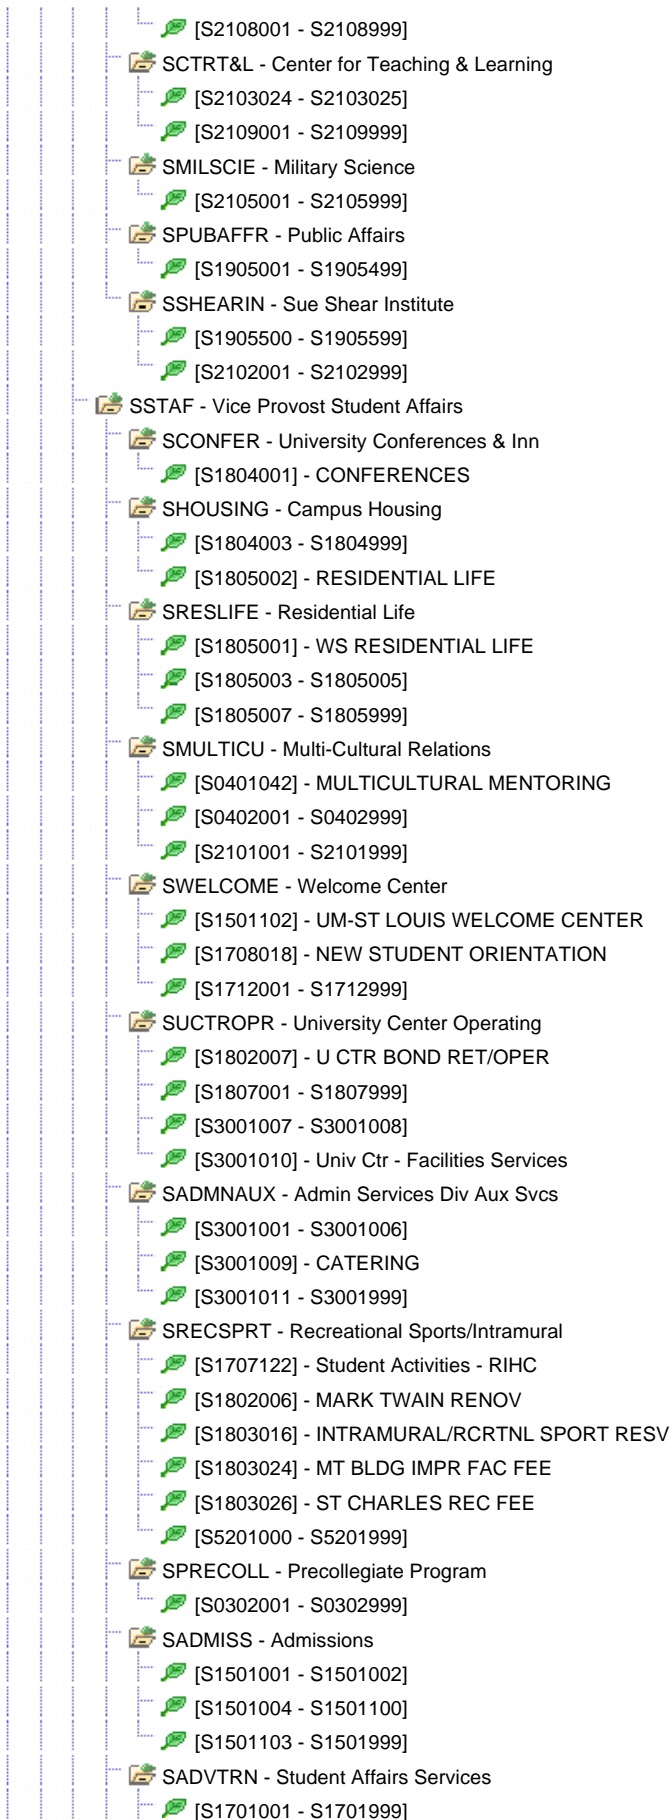 [S2108001 - S2108999]
SCTRT&L - Center for Teaching & Learning
[S2103024 - S2103025]
[S2109001 - S2109999]
SMILSCIE - Military Science
[S2105001 - S2105999]
SPUBAFFR - Public Affairs
[S1905001 - S1905499]
SSHEARIN - Sue Shear Institute
[S1905500 - S1905599]
[S2102001 - S2102999]
SSTAF - Vice Provost Student Affairs
SCONFER - University Conferences & Inn
[S1804001] - CONFERENCES
SHOUSING - Campus Housing
[S1804003 - S1804999]
[S1805002] - RESIDENTIAL LIFE
SRESLIFE - Residential Life
[S1805001] - WS RESIDENTIAL LIFE
[S1805003 - S1805005]
[S1805007 - S1805999]
SMULTICU - Multi-Cultural Relations
[S0401042] - MULTICULTURAL MENTORING
[S0402001 - S0402999]
[S2101001 - S2101999]
SWELCOME - Welcome Center
[S1501102] - UM-ST LOUIS WELCOME CENTER
[S1708018] - NEW STUDENT ORIENTATION
[S1712001 - S1712999]
SUCTROPR - University Center Operating
[S1802007] - U CTR BOND RET/OPER
[S1807001 - S1807999]
[S3001007 - S3001008]
[S3001010] - Univ Ctr - Facilities Services
SADMNAUX - Admin Services Div Aux Svcs
[S3001001 - S3001006]
[S3001009] - CATERING
[S3001011 - S3001999]
SRECSPRT - Recreational Sports/Intramural
[S1707122] - Student Activities - RIHC
[S1802006] - MARK TWAIN RENOV
[S1803016] - INTRAMURAL/RCRTNL SPORT RESV
[S1803024] - MT BLDG IMPR FAC FEE
[S1803026] - ST CHARLES REC FEE
[S5201000 - S5201999]
SPRECOLL - Precollegiate Program
[S0302001 - S0302999]
SADMISS - Admissions
[S1501001 - S1501002]
[S1501004 - S1501100]
[S1501103 - S1501999]
SADVTRN - Student Affairs Services
[S1701001 - S1701999]